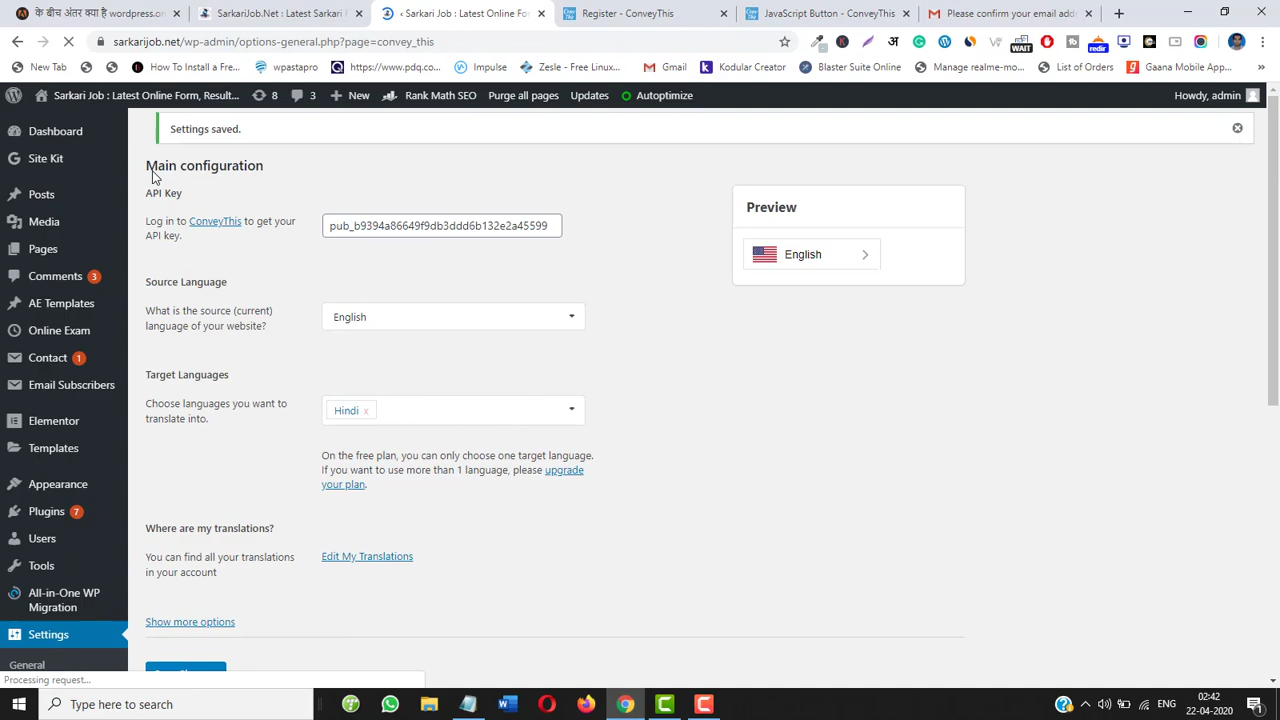 के बीच अंतर क्या है wordpress.on
SarkariJob.Net : Latest Sarkari
‹ Sarkari Job : Latest Online For
Register - ConveyThis
JavaScript Button - ConveyThis
Please confirm your email addr
sarkarijob.net/wp-admin/options-general.php?page=convey_this
New Tab
How To Install a Fre...
wpastapro
https://www.pdq.co...
Impulse
Zesle - Free Linux...
Gmail
Kodular Creator
Blaster Suite Online
Manage realme-mo...
List of Orders
Gaana Mobile App...
Sarkari Job : Latest Online Form, Result...
8
3
New
Rank Math SEO
Purge all pages
Updates
Autoptimize
Howdy, admin
Dashboard
Site Kit
Posts
Media
Pages
Comments 3
AE Templates
Online Exam
Contact 1
Email Subscribers
Elementor
Templates
Appearance
Plugins 7
Users
Tools
All-in-One WP
Migration
Settings
General
Settings saved.
Main configuration
API Key
Log in to ConveyThis to get your
API key.
pub_b9394a86649f9db3ddd6b132e2a45599
Preview
English
Source Language
What is the source (current)
language of your website?
English
Target Languages
Choose languages you want to
translate into.
Hindi x
On the free plan, you can only choose one target language.
If you want to use more than 1 language, please upgrade
your plan.
Where are my translations?
You can find all your translations
in your account
Edit My Translations
Show more options
Processing request...
Type here to search
ENG
02:42
22-04-2020